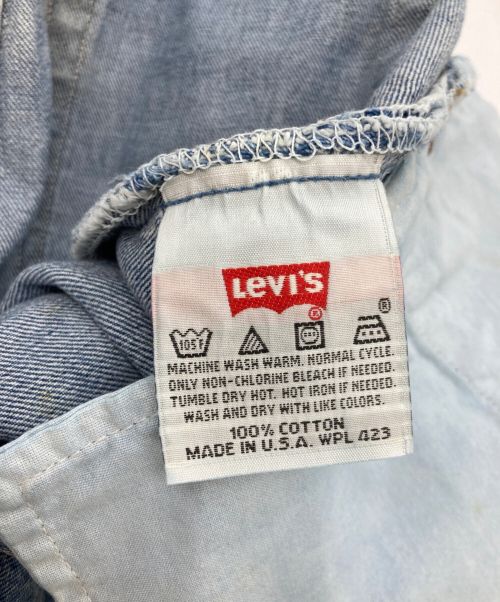 LEVI'S
®
®
105F
MACHINE WASH WARM. NORMAL CYCLE.
ONLY NON-CHLORINE BLEACH IF NEEDED.
TUMBLE DRY HOT. HOT IRON IF NEEDED.
WASH AND DRY WITH LIKE COLORS.
100% COTTON
MADE IN U.S.A. WPL 423